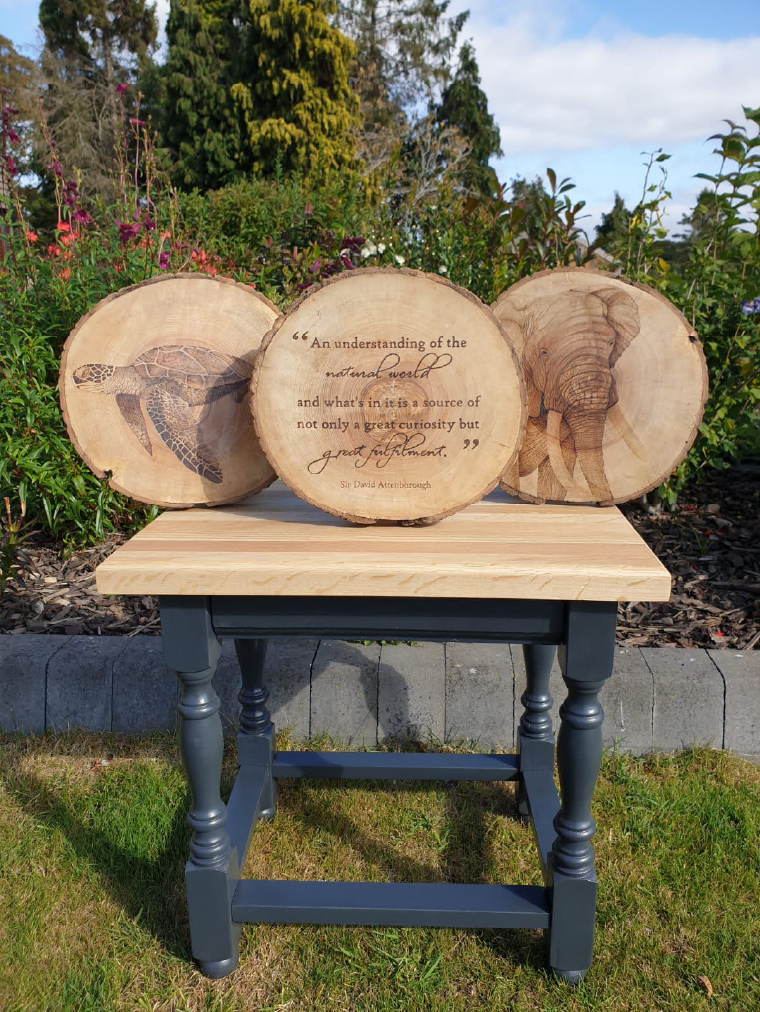 “An understanding of the
natural world
and what's in it is a source of
not only a great curiosity but
great fulfilment.”
Sir David Attenborough